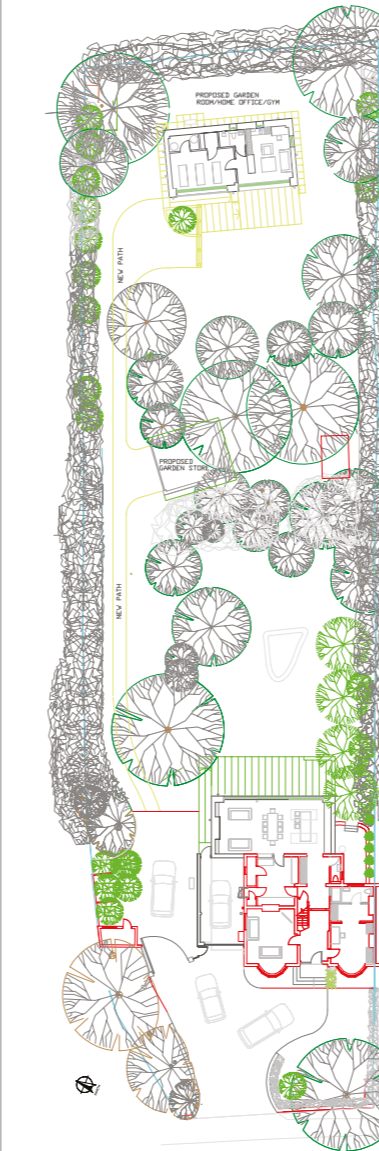 PROPOSED GARDEN
ROOM/HOME OFFICE/GYM
NEW PATH
PROPOSED
GARDEN STORE
NEW PATH